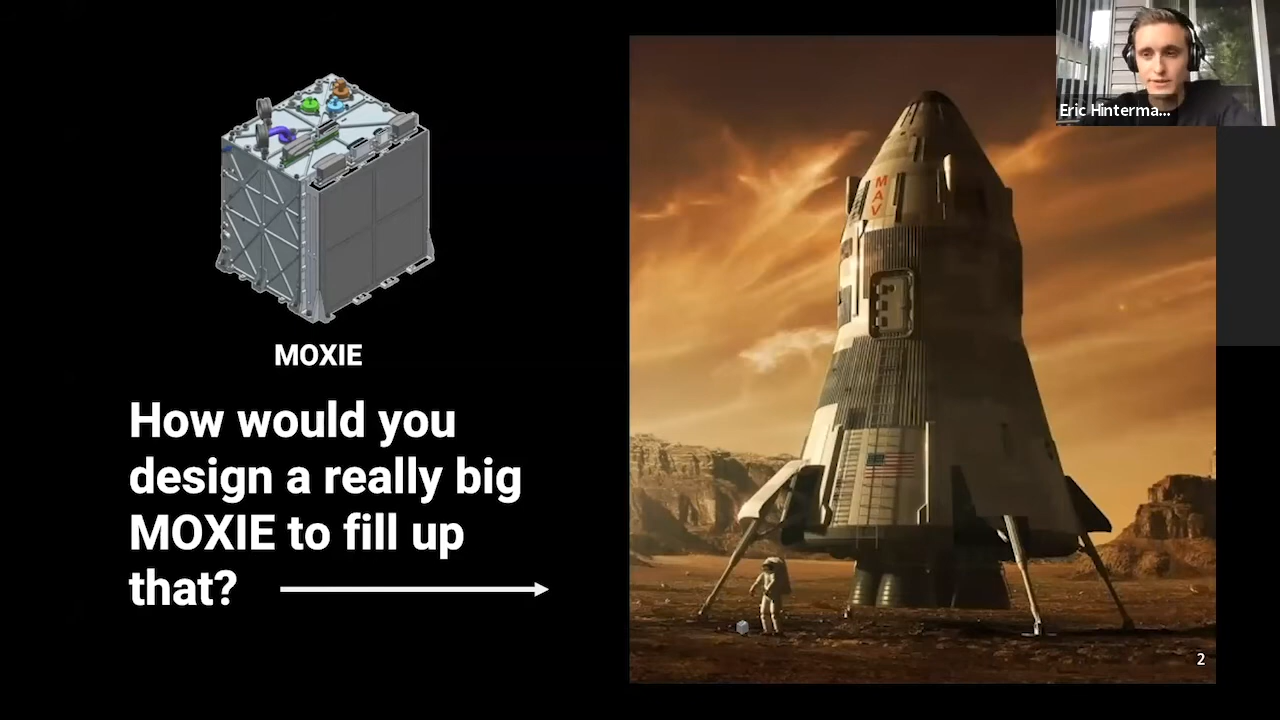 Eric Hinterma...
MAV
MOXIE
How would you
design a really big
MOXIE to fill up
that?
2